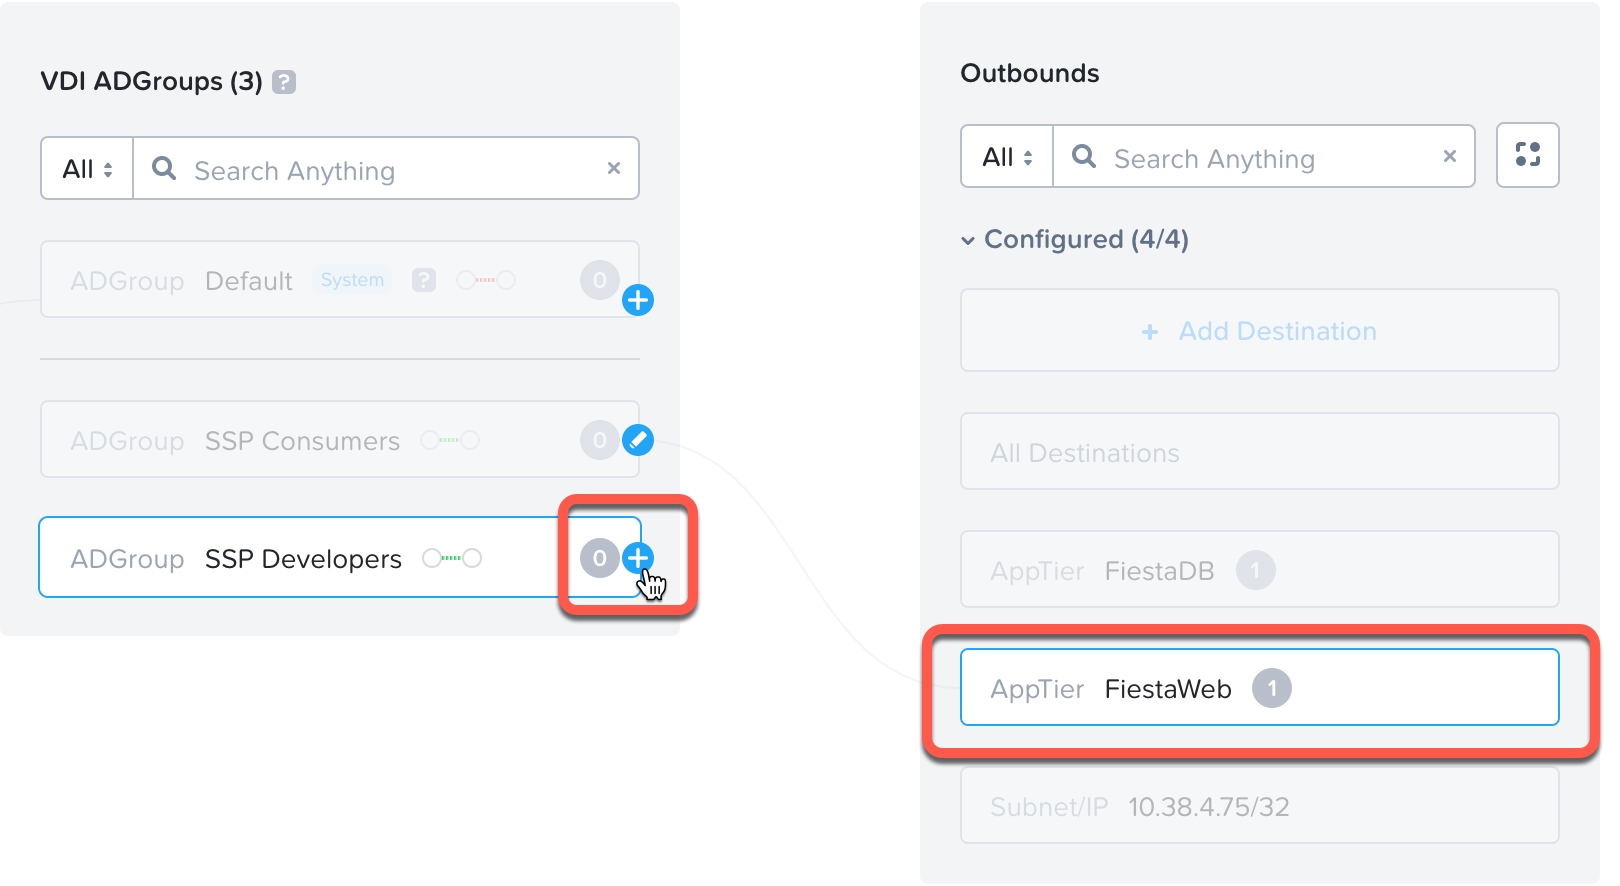 VDI ADGroups (3) ?
All Search Anything ×
ADGroup Default System ? 0
ADGroup SSP Consumers 0
ADGroup SSP Developers 0
Outbounds
All Search Anything ×
Configured (4/4)
+ Add Destination
All Destinations
AppTier FiestaDB 1
AppTier FiestaWeb 1
Subnet/IP 10.38.4.75/32